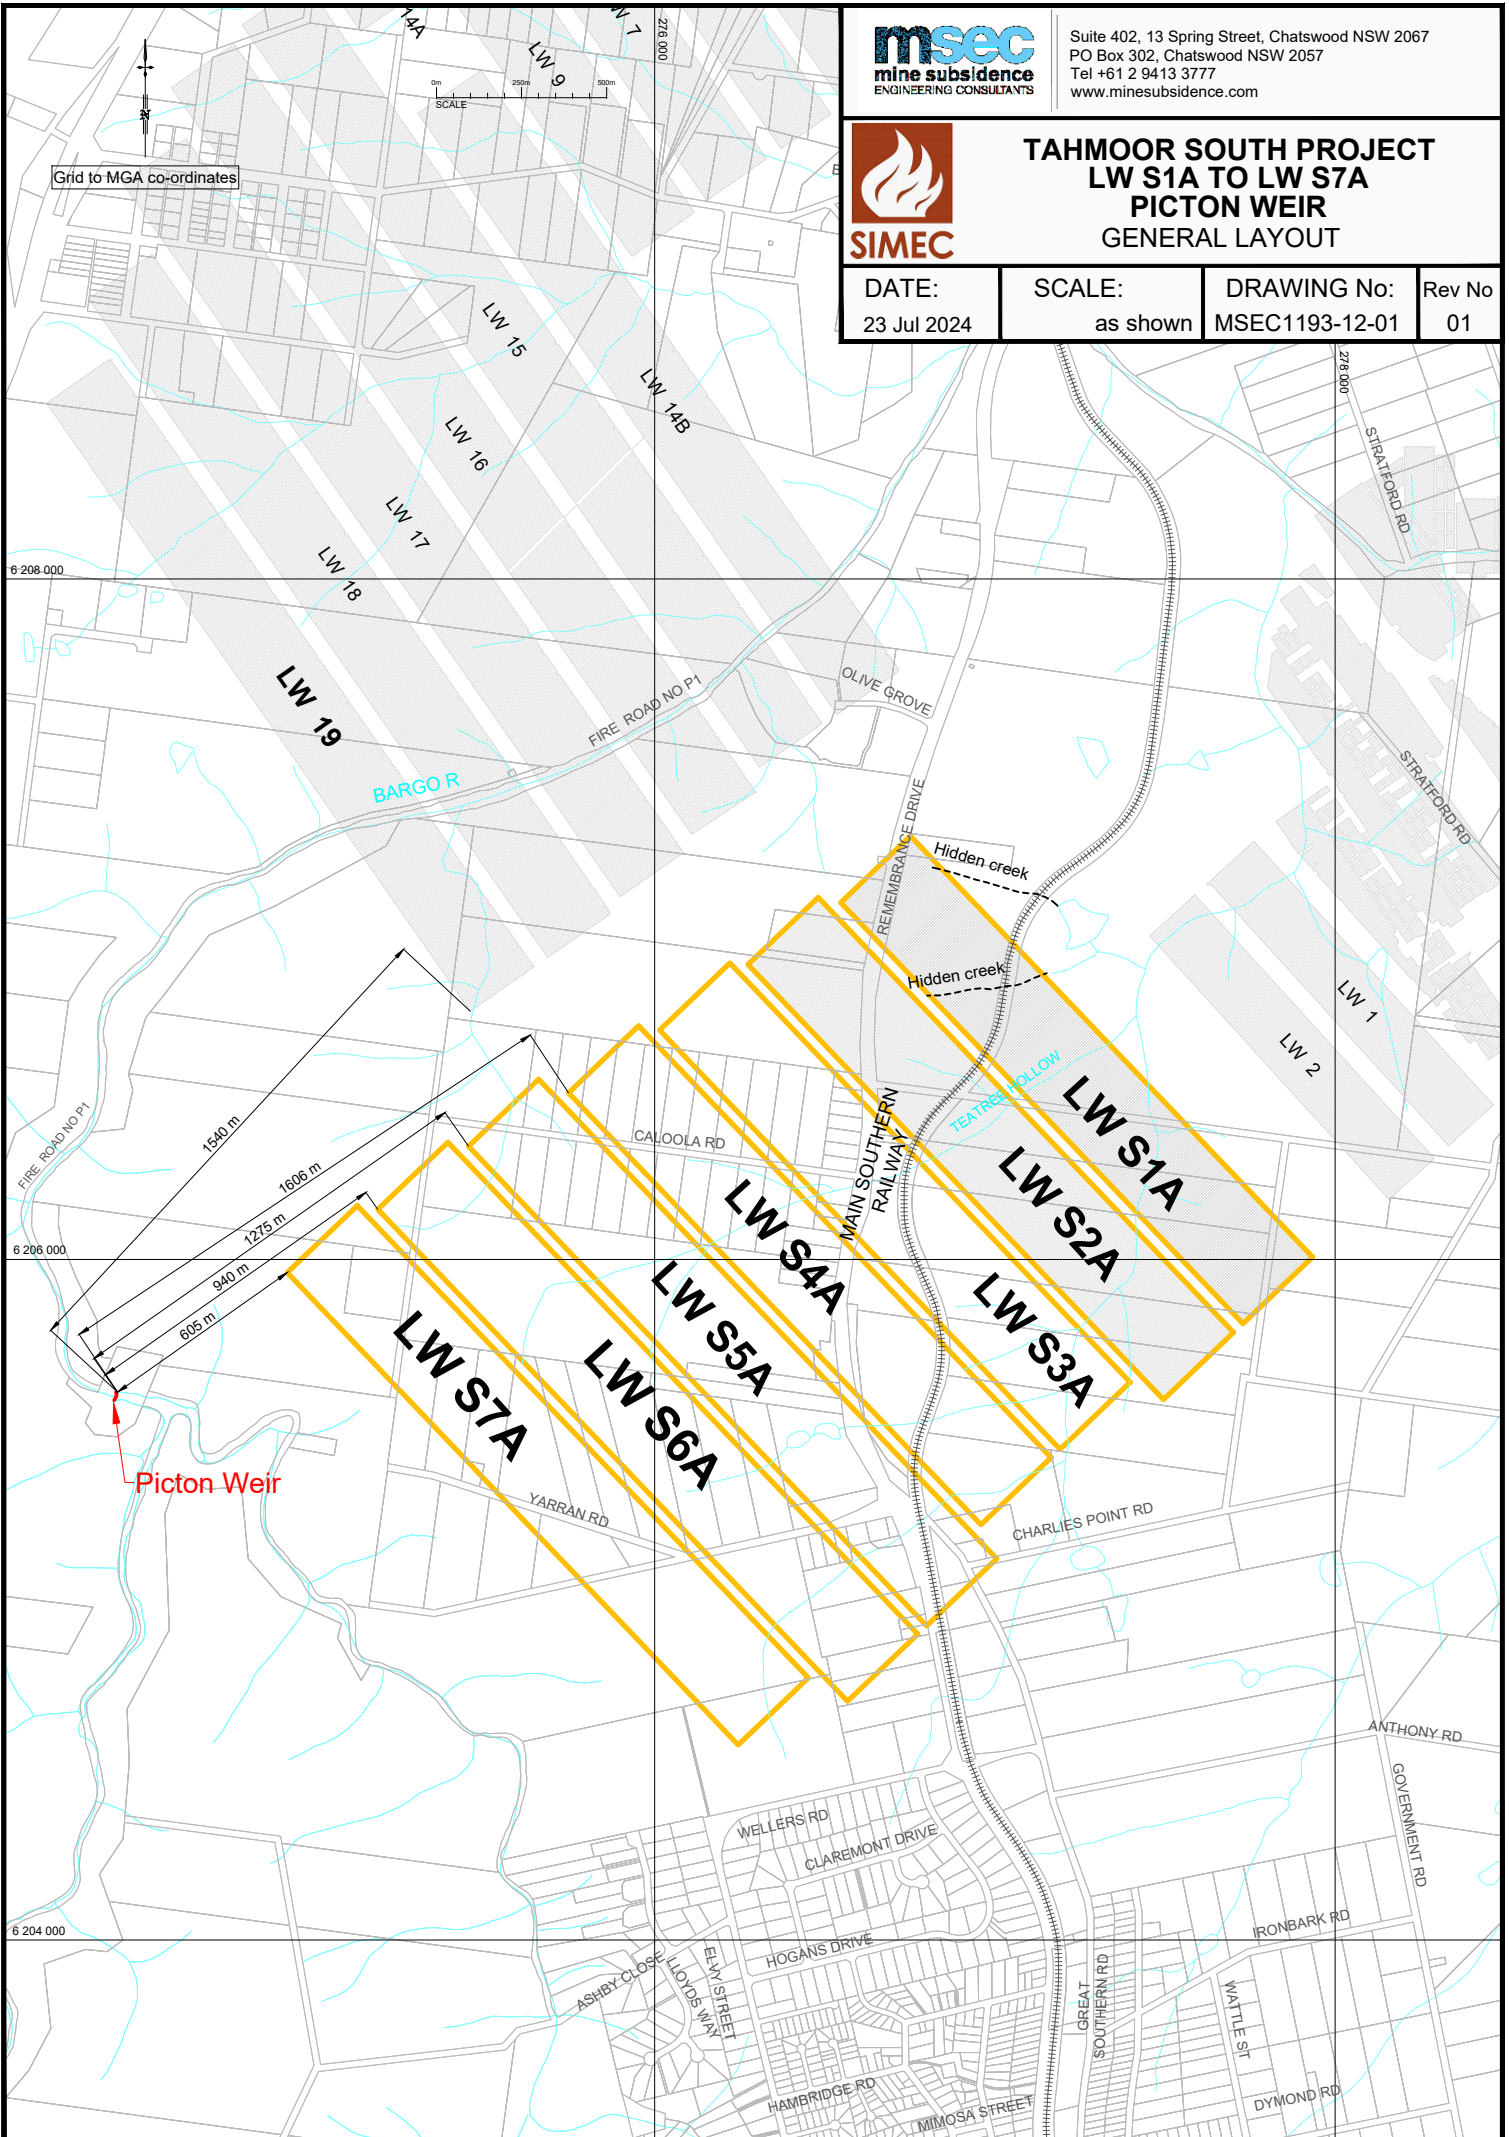 msec
mine subsidence
ENGINEERING CONSULTANTS
Suite 402, 13 Spring Street, Chatswood NSW 2067
PO Box 302, Chatswood NSW 2057
Tel +61 2 9413 3777
www.minesubsidence.com
SIMEC
TAHMOOR SOUTH PROJECT
LW S1A TO LW S7A
PICTON WEIR
GENERAL LAYOUT
DATE:
23 Jul 2024
SCALE:
as shown
DRAWING No:
MSEC1193-12-01
Rev No
01
14A
LW 9
W 7
276 000
0m 250m 500m
SCALE
N
Grid to MGA co-ordinates
LW 15
LW 14B
LW 16
LW 17
LW 18
LW 19
278 000
STRATFORD RD
6 208 000
OLIVE GROVE
FIRE ROAD NO P1
BARGO R
REMEMBRANCE DRIVE
STRATFORD RD
Hidden creek
Hidden creek
LW 1
LW 2
TEATREE HOLLOW
LW S1A
LW S2A
LW S3A
LW S4A
LW S5A
LW S6A
LW S7A
MAIN SOUTHERN
RAILWAY
CALOOLA RD
FIRE ROAD NO P1
1540 m
1606 m
1275 m
940 m
605 m
6 206 000
Picton Weir
YARRAN RD
CHARLIES POINT RD
ANTHONY RD
GOVERNMENT RD
WELLERS RD
CLAREMONT DRIVE
6 204 000
IRONBARK RD
HOGANS DRIVE
ASHBY CLOSE
LLOYDS WAY
ELVY STREET
GREAT
SOUTHERN RD
WATTLE ST
HAMBRIDGE RD
MIMOSA STREET
DYMOND RD